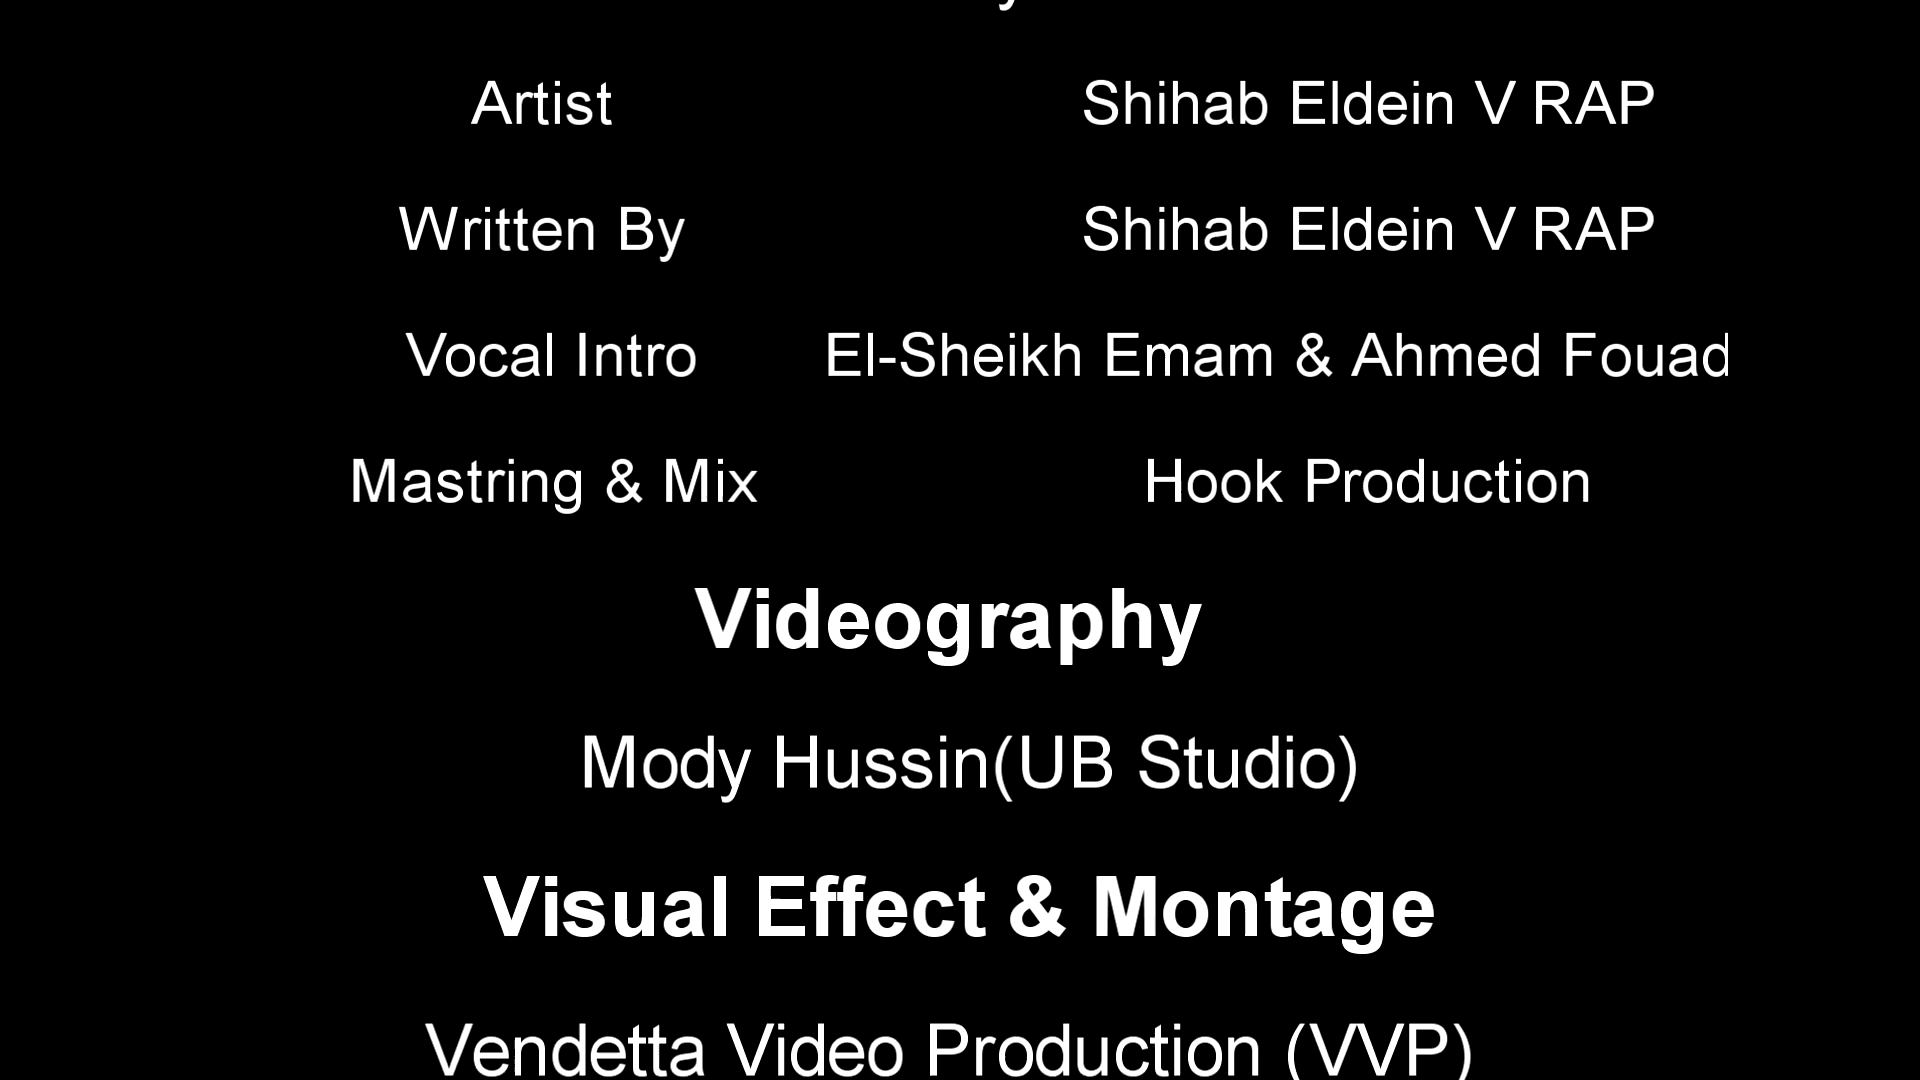 Artist Shihab Eldein V RAP
Written By Shihab Eldein V RAP
Vocal Intro El-Sheikh Emam & Ahmed Fouad
Mastring & Mix Hook Production
Videography
Mody Hussin(UB Studio)
Visual Effect & Montage
Vendetta Video Production (VVP)